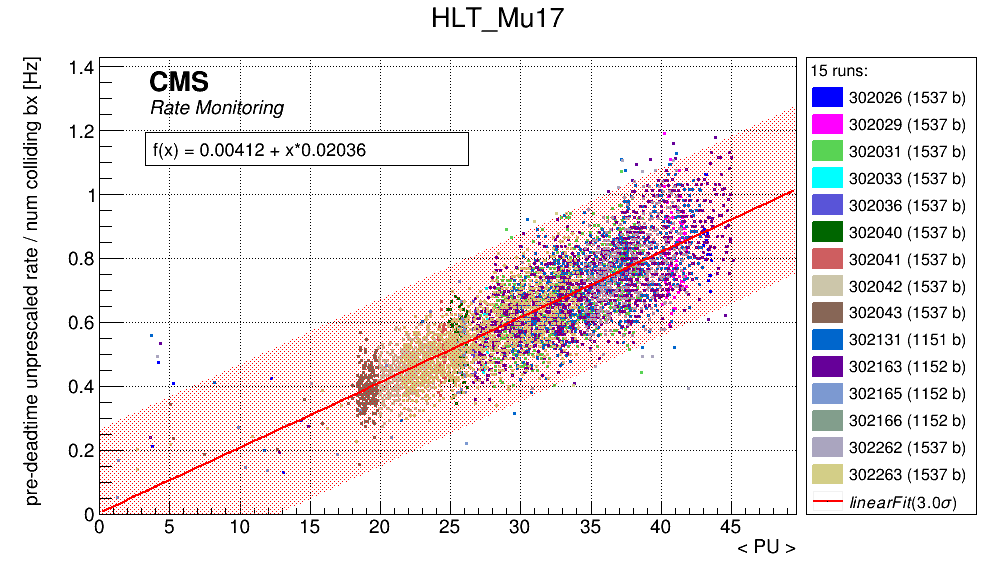 HLT_Mu17
pre-deadtime unprescaled rate / num colliding bx [Hz]
CMS
Rate Monitoring
f(x) = 0.00412 + x*0.02036
1.4
1.2
1
0.8
0.6
0.4
0.2
0
0 5 10 15 20 25 30 35 40 45
< PU >
15 runs:
302026 (1537 b)
302029 (1537 b)
302031 (1537 b)
302033 (1537 b)
302036 (1537 b)
302040 (1537 b)
302041 (1537 b)
302042 (1537 b)
302043 (1537 b)
302131 (1151 b)
302163 (1152 b)
302165 (1152 b)
302166 (1152 b)
302262 (1537 b)
302263 (1537 b)
linearFit(3.0σ)